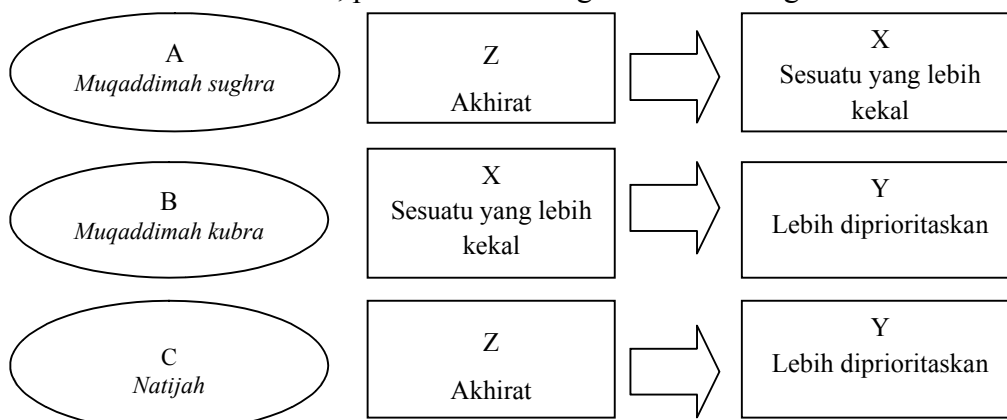 A
Muqaddimah sughra
Z
Akhirat
X
Sesuatu yang lebih
kekal
B
Muqaddimah kubra
X
Sesuatu yang lebih
kekal
Y
Lebih diprioritaskan
C
Natijah
Z
Akhirat
Y
Lebih diprioritaskan